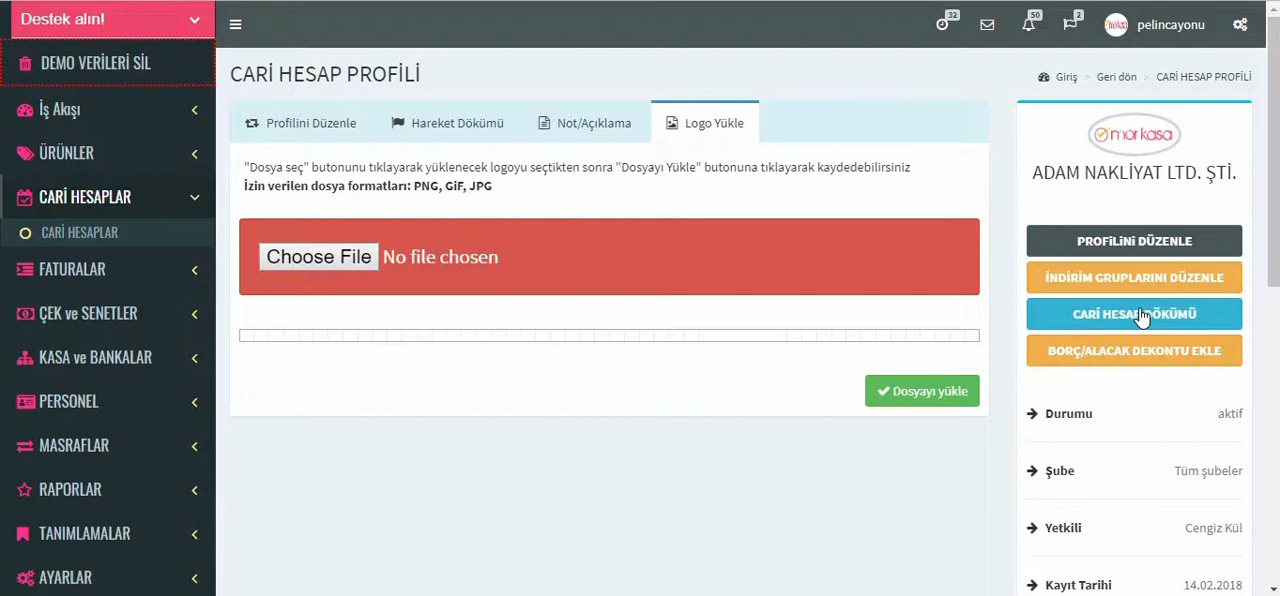 Destek alın!
DEMO VERİLERİ SİL
İş Akışı
ÜRÜNLER
CARİ HESAPLAR
CARİ HESAPLAR
FATURALAR
ÇEK ve SENETLER
KASA ve BANKALAR
PERSONEL
MASRAFLAR
RAPORLAR
TANIMLAMALAR
AYARLAR
32
50
2
pelincayonu
CARİ HESAP PROFİLİ
Giriş > Geri dön > CARİ HESAP PROFİLİ
Profilini Düzenle
Hareket Dökümü
Not/Açıklama
Logo Yükle
"Dosya seç" butonunu tıklayarak yüklenecek logoyu seçtikten sonra "Dosyayı Yükle" butonuna tıklayarak kaydedebilirsiniz
İzin verilen dosya formatları: PNG, GİF, JPG
Choose File No file chosen
Dosyayı yükle
mor kasa
ADAM NAKLİYAT LTD. ŞTİ.
PROFİLİNİ DÜZENLE
İNDİRİM GRUPLARINI DÜZENLE
CARİ HESAP DÖKÜMÜ
BORÇ/ALACAK DEKONTU EKLE
Durumu aktif
Şube Tüm şubeler
Yetkili Cengiz Kül
Kayıt Tarihi 14.02.2018